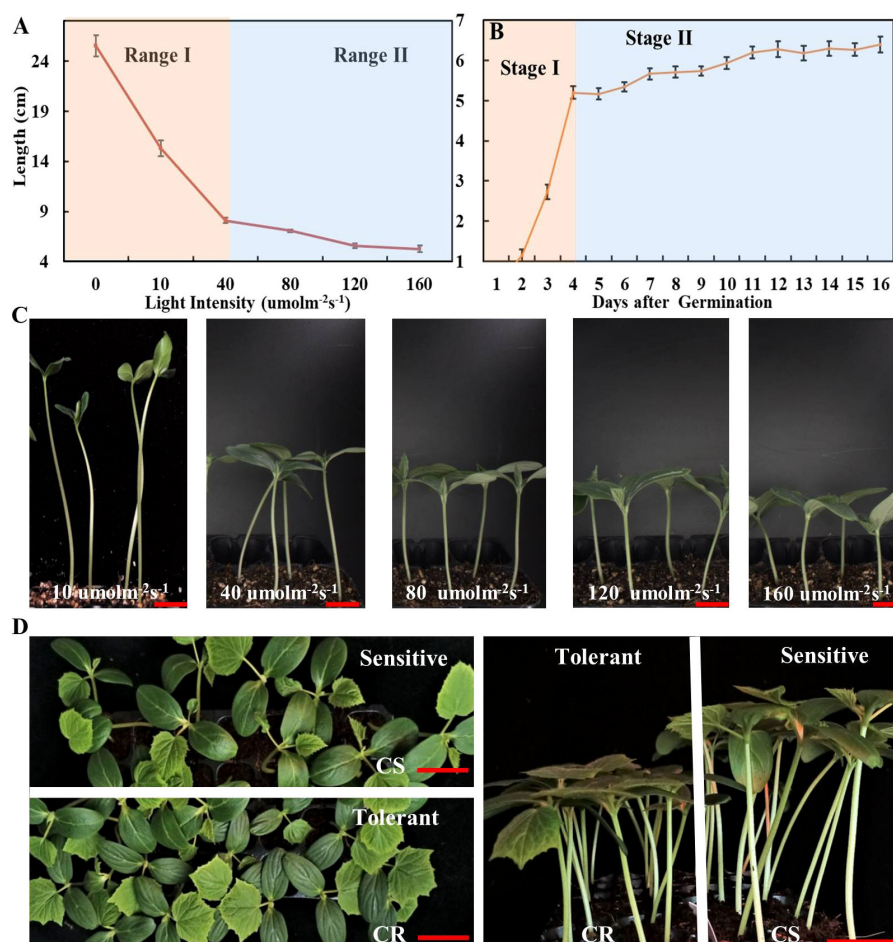 A
B
Range I
Range II
Stage I
Stage II
Length (cm)
24
19
14
9
4
7
6
5
4
3
2
1
0 10 40 80 120 160
1 2 3 4 5 6 7 8 9 10 11 12 13 14 15 16
Light Intensity (umolm-2s-1)
Days after Germination
C
10 umolm-2s-1
40 umolm-2s-1
80 umolm-2s-1
120 umolm-2s-1
160 umolm-2s-1
D
Sensitive
CS
Tolerant
CR
Tolerant
Sensitive
CR
CS